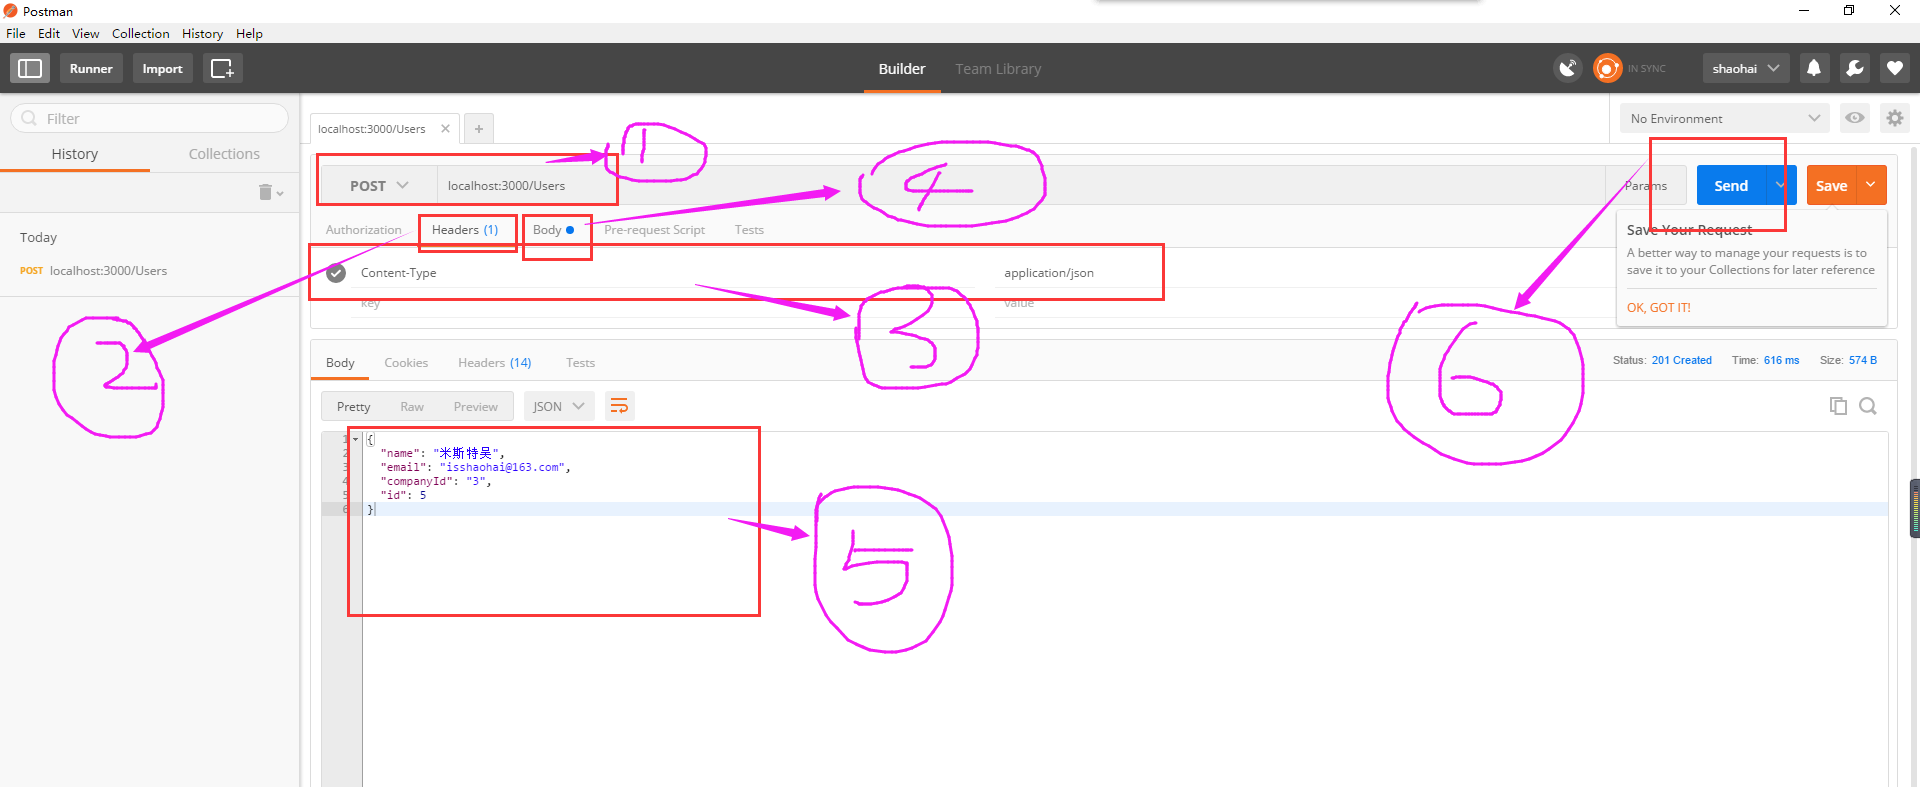 Postman
File Edit View Collection History Help
Runner Import Builder Team Library IN SYNC shaohai
Filter
History Collections
Today
POST localhost:3000/Users
localhost:3000/Users
No Environment
POST localhost:3000/Users Params Send Save
Authorization Headers (1) Body Pre-request Script Tests
Content-Type application/json
key value
Save Your Request
A better way to manage your requests is to
save it to your Collections for later reference
OK, GOT IT!
1
2
3
4
5
6
Body Cookies Headers (14) Tests Status: 201 Created Time: 616 ms Size: 574 B
Pretty Raw Preview JSON
1 {
2 "name": "米斯特吴",
3 "email": "isshaohai@163.com",
4 "companyId": "3",
5 "id": 5
6 }